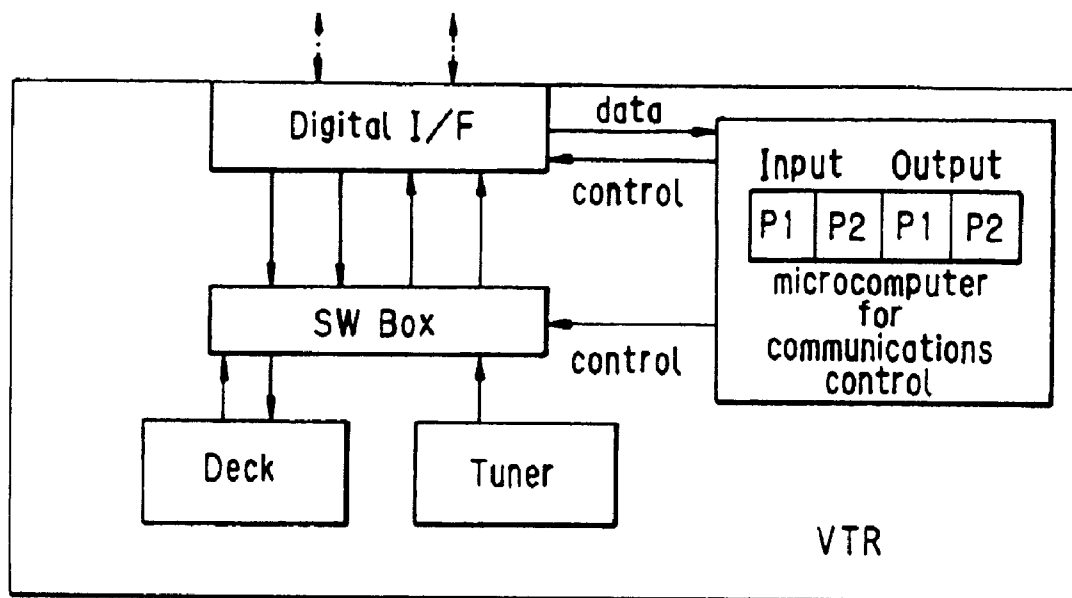 Digital I/F
data
control
Input Output
P1 P2 P1 P2
microcomputer
for
communications
control
SW Box
control
Deck
Tuner
VTR